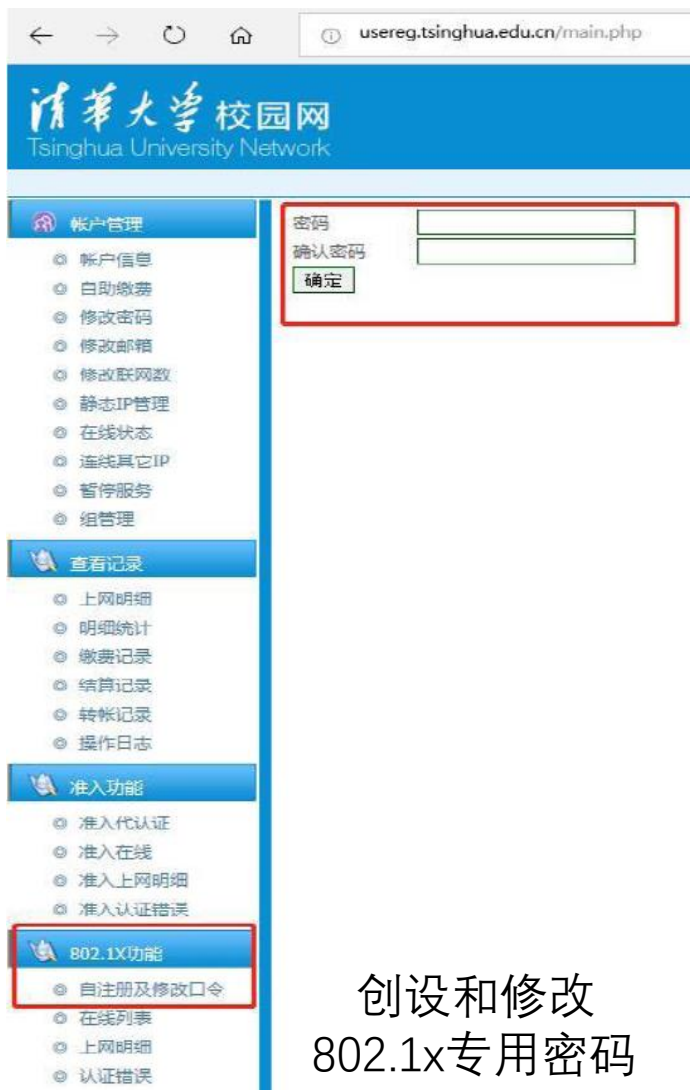 usereg.tsinghua.edu.cn/main.php
清华大学校园网
Tsinghua University Network
帐户管理
帐户信息
自助缴费
修改密码
修改邮箱
修改联网数
静态IP管理
在线状态
连线其它IP
暂停服务
组管理
密码
确认密码
确定
查看记录
上网明细
明细统计
缴费记录
结算记录
转帐记录
操作日志
准入功能
准入代认证
准入在线
准入上网明细
准入认证错误
802.1X功能
自注册及修改口令
在线列表
上网明细
认证错误
创设和修改
802.1x专用密码